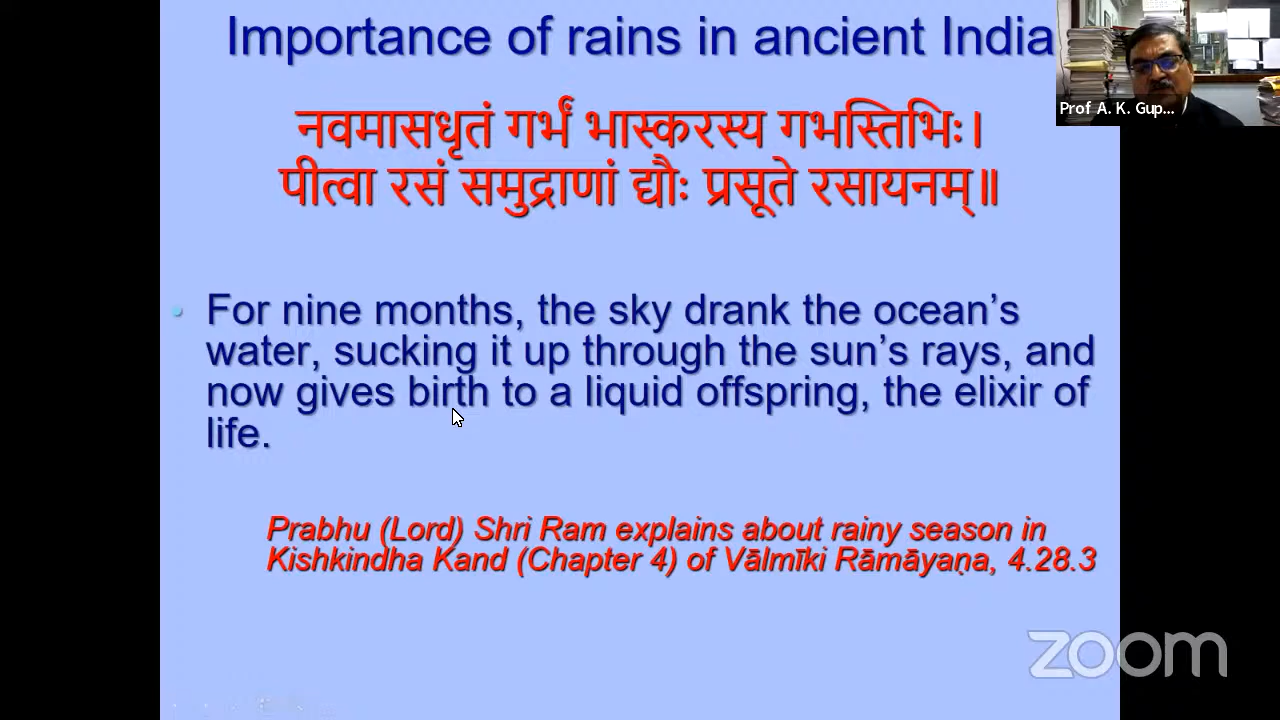 Importance of rains in ancient India
Prof A. K. Gup...
नवमासधृतं गर्भं भास्करस्य गभस्तिभिः।
पीत्वा रसं समुद्राणां द्यौः प्रसूते रसायनम्॥
• For nine months, the sky drank the ocean’s
water, sucking it up through the sun’s rays, and
now gives birth to a liquid offspring, the elixir of
life.
Prabhu (Lord) Shri Ram explains about rainy season in
Kishkindha Kand (Chapter 4) of Vālmīki Rāmāyaṇa, 4.28.3
zoom